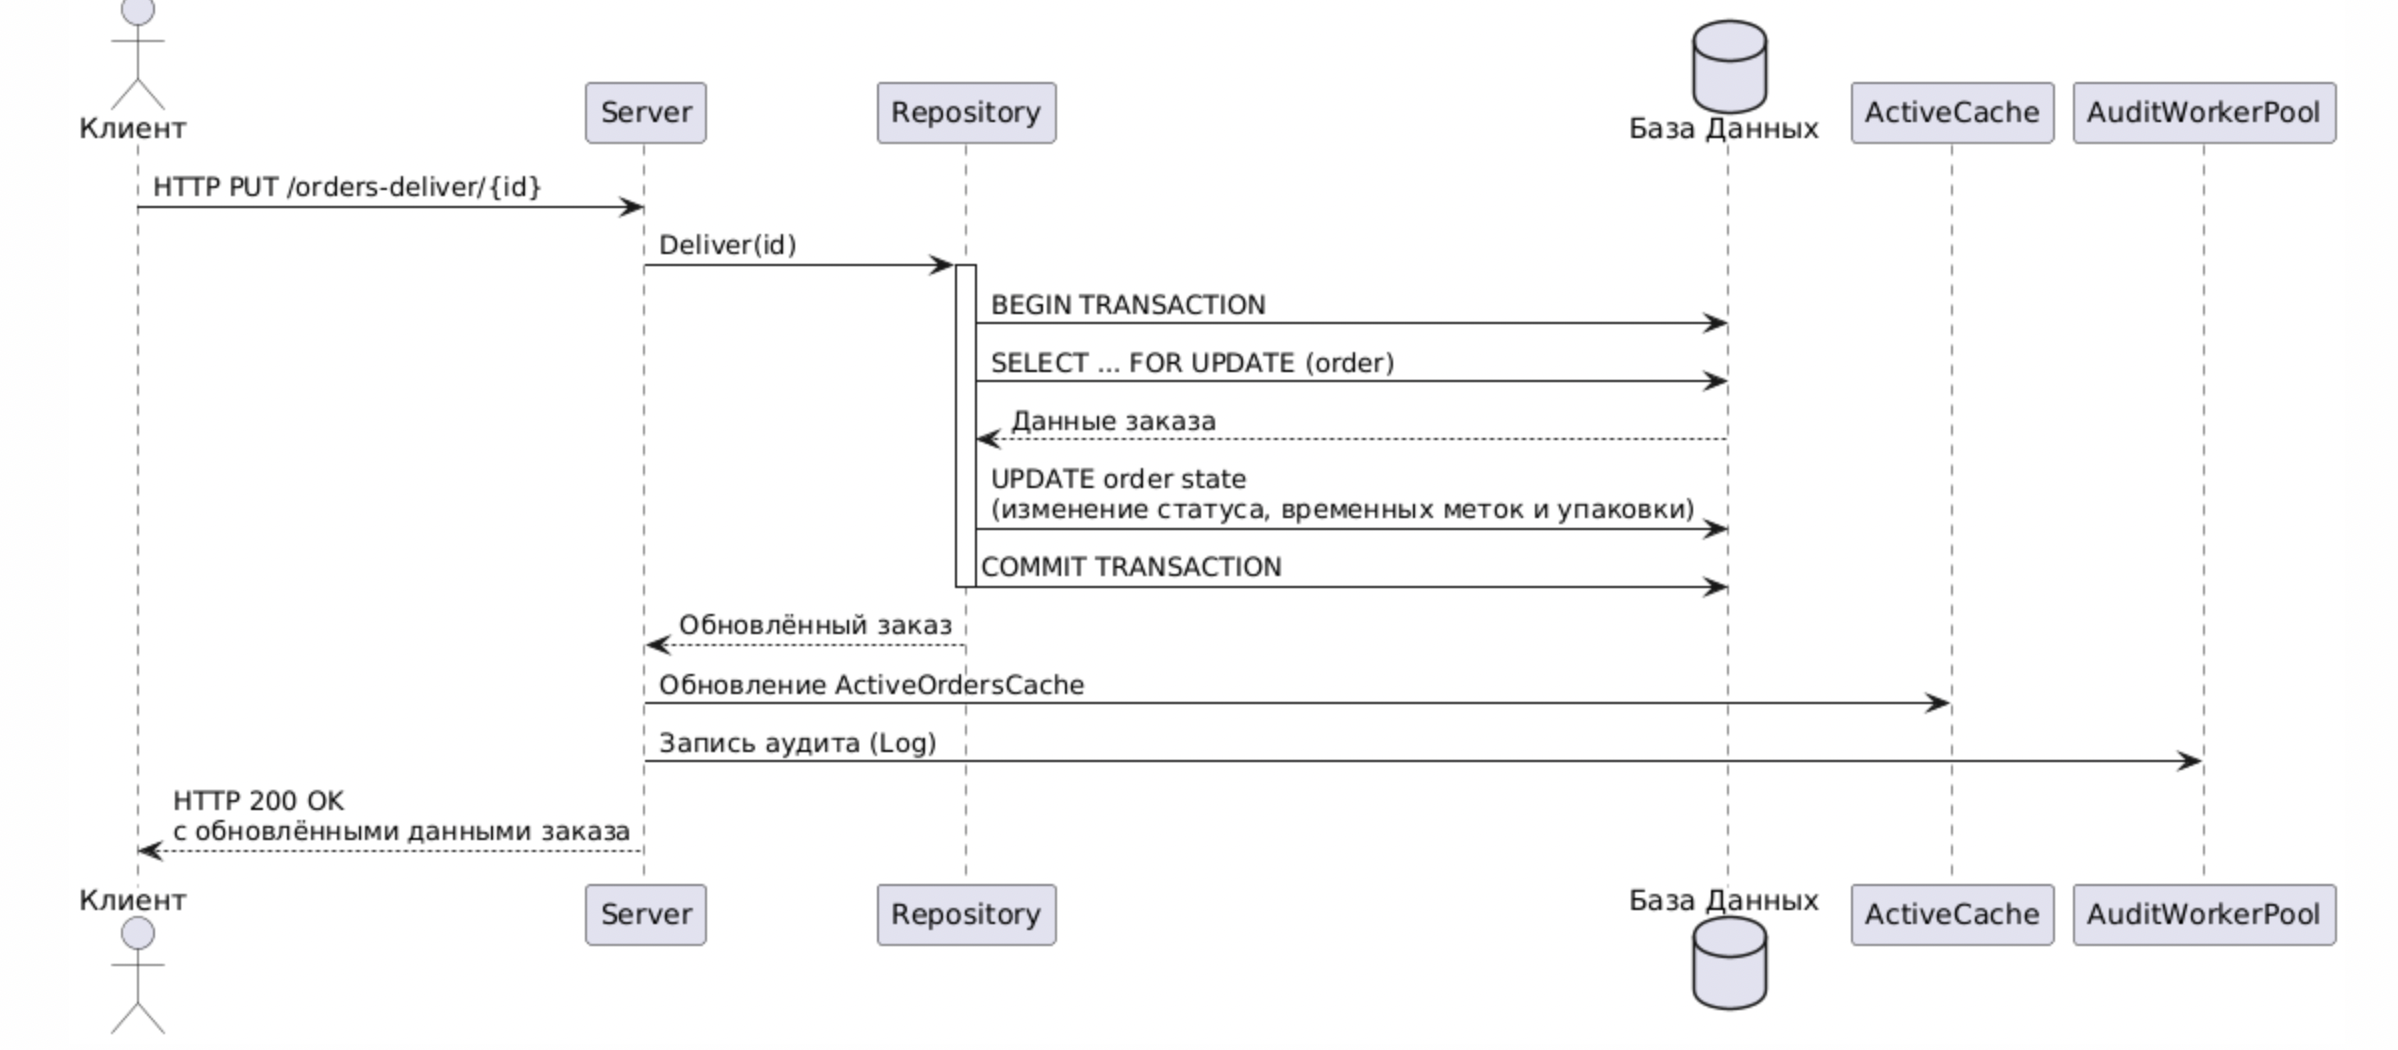 Клиент
Server
Repository
База Данных
ActiveCache
AuditWorkerPool
HTTP PUT /orders-deliver/{id}
Deliver(id)
BEGIN TRANSACTION
SELECT ... FOR UPDATE (order)
Данные заказа
UPDATE order state
(изменение статуса, временных меток и упаковки)
COMMIT TRANSACTION
Обновлённый заказ
Обновление ActiveOrdersCache
Запись аудита (Log)
HTTP 200 OK
с обновлёнными данными заказа
Клиент
Server
Repository
База Данных
ActiveCache
AuditWorkerPool